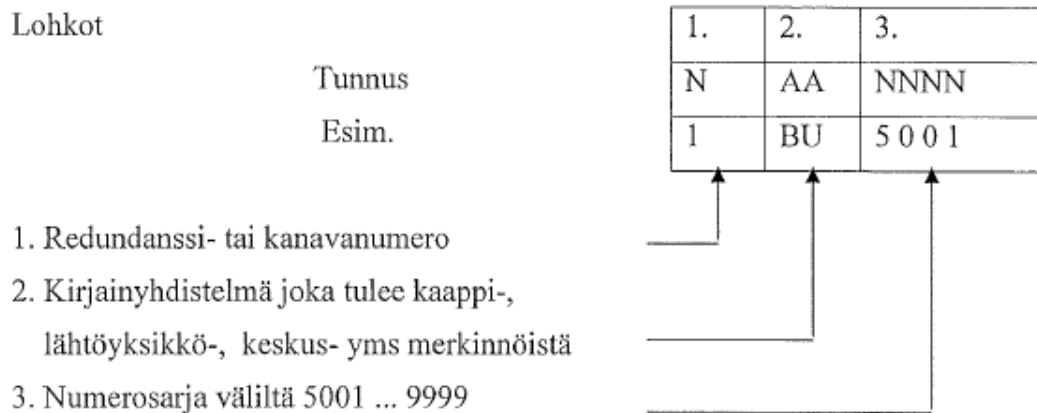 Lohkot
1. 2. 3.
Tunnus N AA NNNN
Esim. 1 BU 5 0 0 1
1. Redundanssi- tai kanavanumero
2. Kirjainyhdistelmä joka tulee kaappi-,
lähtöyksikkö-, keskus- yms merkinnöistä
3. Numerosarja väliltä 5001 ... 9999